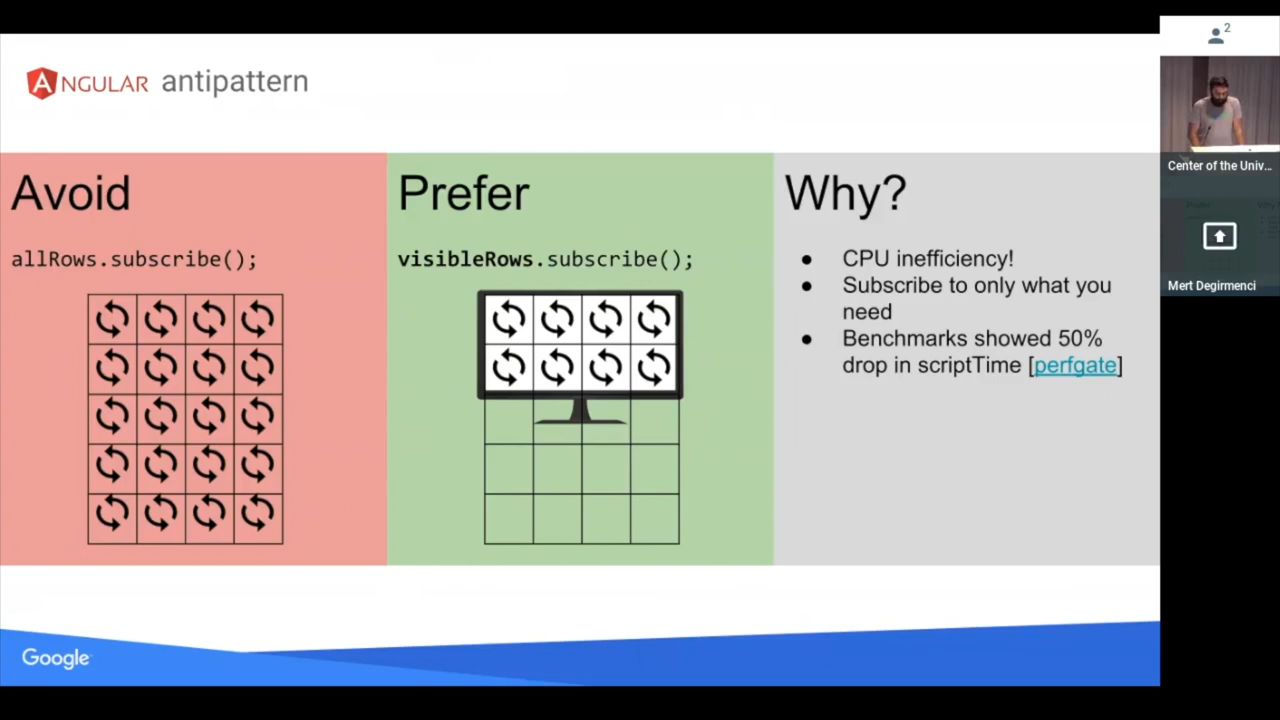 ANGULAR antipattern
Avoid
allRows.subscribe();
Prefer
visibleRows.subscribe();
Why?
● CPU inefficiency!
● Subscribe to only what you
need
● Benchmarks showed 50%
drop in scriptTime [perfgate]
Google
2
Center of the Univ...
Mert Degirmenci